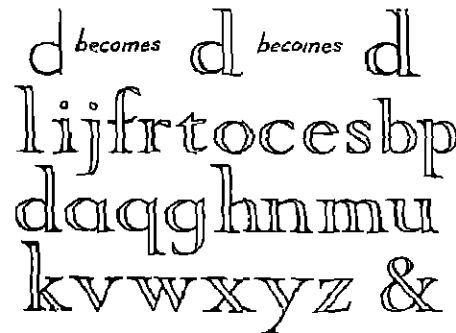 d becomes d becomes d
lijfrtocesbp
daqghnmu
kvwxyz &